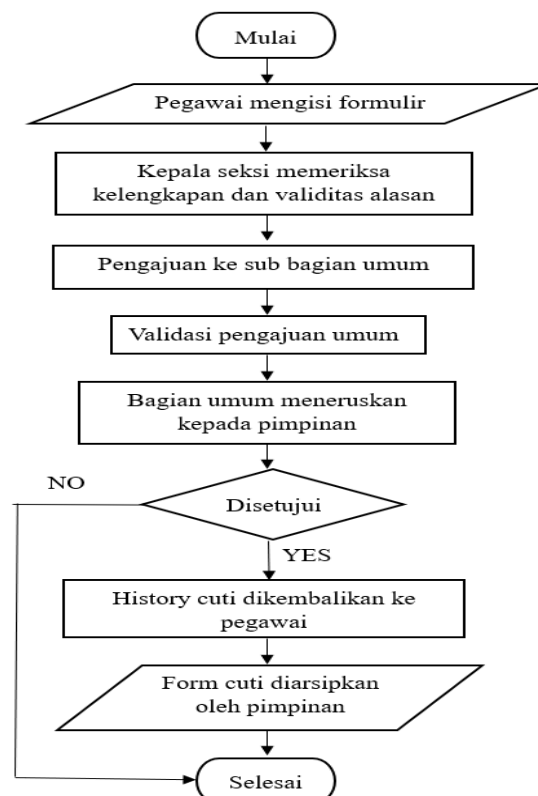 Mulai
Pegawai mengisi formulir
Kepala seksi memeriksa
kelengkapan dan validitas alasan
Pengajuan ke sub bagian umum
Validasi pengajuan umum
Bagian umum meneruskan
kepada pimpinan
NO
Disetujui
YES
History cuti dikembalikan ke
pegawai
Form cuti diarsipkan
oleh pimpinan
Selesai